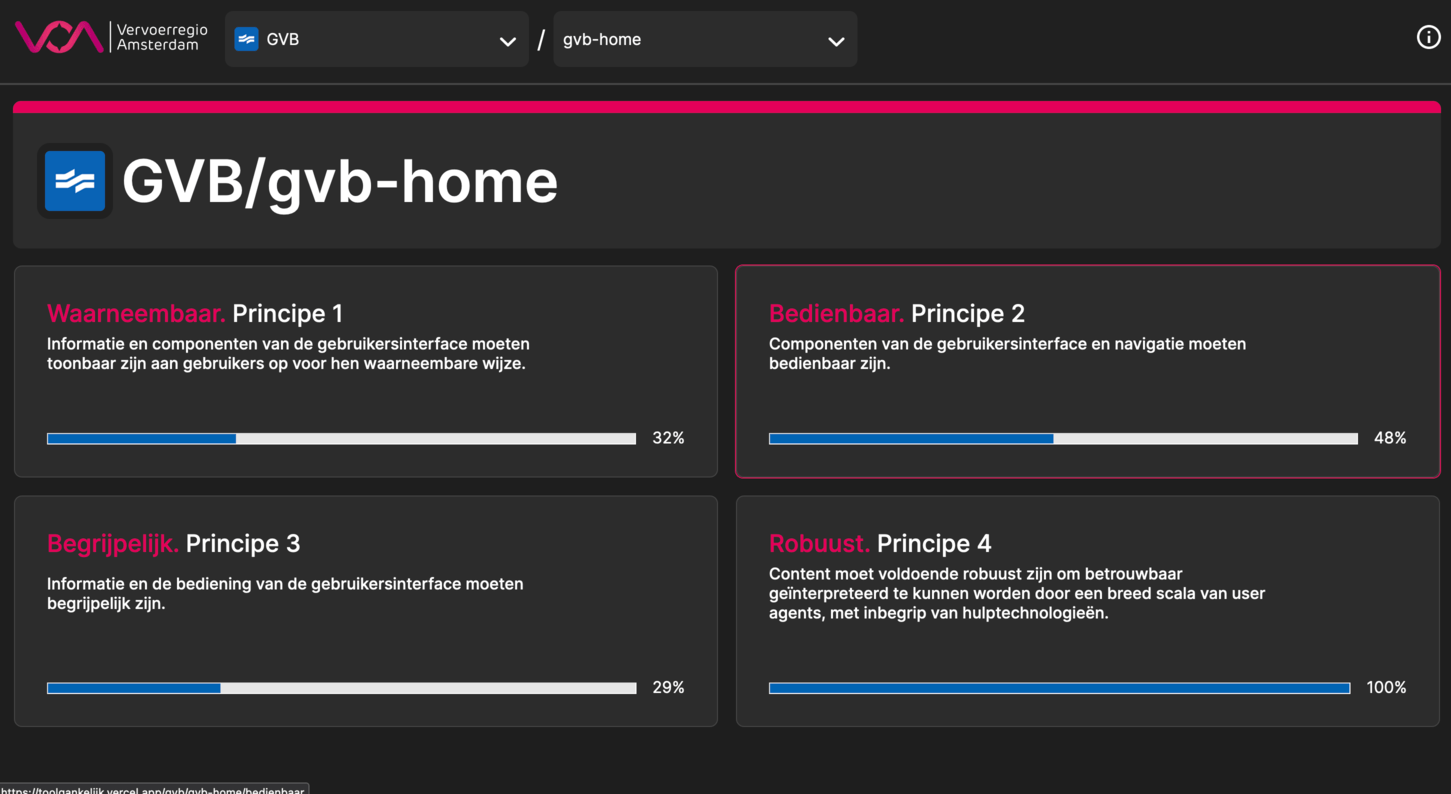 Vervoerregio
Amsterdam
GVB
/
gvb-home
GVB/gvb-home
Waarneembaar. Principe 1
Informatie en componenten van de gebruikersinterface moeten
toonbaar zijn aan gebruikers op voor hen waarneembare wijze.
32%
Bedienbaar. Principe 2
Componenten van de gebruikersinterface en navigatie moeten
bedienbaar zijn.
48%
Begrijpelijk. Principe 3
Informatie en de bediening van de gebruikersinterface moeten
begrijpelijk zijn.
29%
Robuust. Principe 4
Content moet voldoende robuust zijn om betrouwbaar
geïnterpreteerd te kunnen worden door een breed scala van user
agents, met inbegrip van hulptechnologieën.
100%
https://toolgankelijk.vercel.app/gvb/gvb-home/bedienbaar